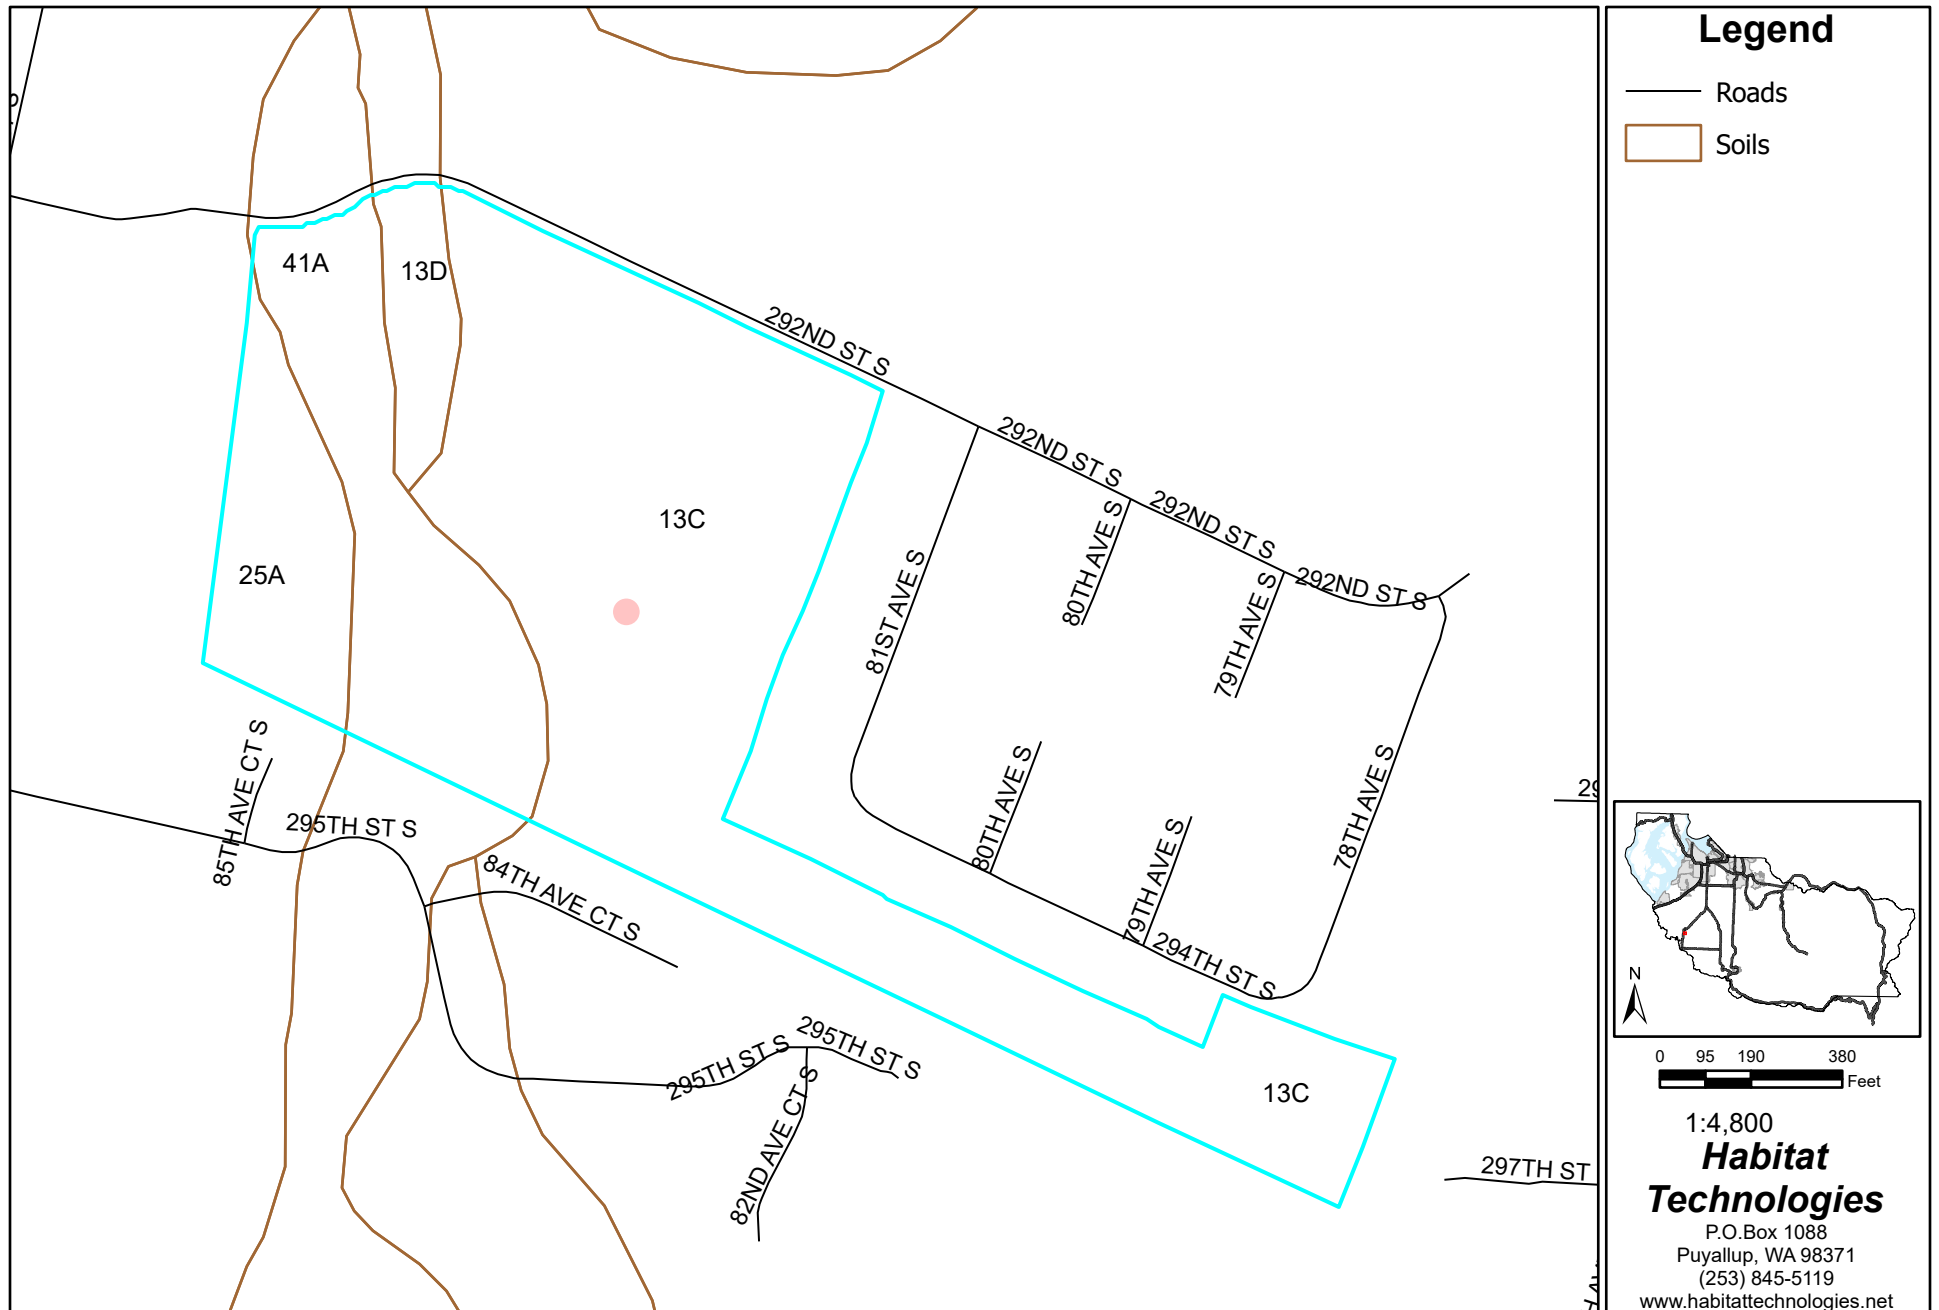 41A
13D
292ND ST S
292ND ST S
292ND ST S
292ND ST S
13C
25A
81ST AVE S
80TH AVE S
79TH AVE S
85TH AVE CT S
295TH ST S
80TH AVE S
79TH AVE S
78TH AVE S
84TH AVE CT S
294TH ST S
295TH ST S
295TH ST S
82ND AVE CT S
13C
297TH ST
Legend
Roads
Soils
N
0 95 190 380
Feet
1:4,800
Habitat
Technologies
P.O.Box 1088
Puyallup, WA 98371
(253) 845-5119
www.habitattechnologies.net